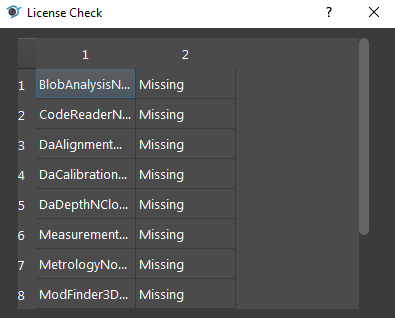 License Check ? ×
1 2
1 BlobAnalysisN... Missing
2 CodeReaderN... Missing
3 DaAlignment... Missing
4 DaCalibration... Missing
5 DaDepthNClo... Missing
6 Measurement... Missing
7 MetrologyNo... Missing
8 ModFinder3D... Missing